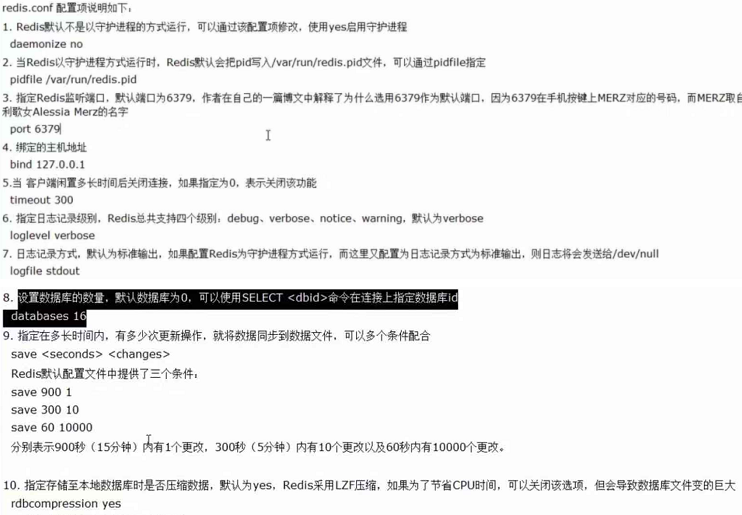 redis.conf 配置项说明如下：
1. Redis默认不是以守护进程的方式运行，可以通过该配置项修改，使用yes启用守护进程
daemonize no
2. 当Redis以守护进程方式运行时，Redis默认会把pid写入/var/run/redis.pid文件，可以通过pidfile指定
pidfile /var/run/redis.pid
3. 指定Redis监听端口，默认端口为6379，作者在自己的一篇博文中解释了为什么选用6379作为默认端口，因为6379在手机按键上MERZ对应的号码，而MERZ取自
利歌女Alessia Merz的名字
port 6379
4. 绑定的主机地址
bind 127.0.0.1
5.当 客户端闲置多长时间后关闭连接，如果指定为0，表示关闭该功能
timeout 300
6. 指定日志记录级别，Redis总共支持四个级别：debug、verbose、notice、warning，默认为verbose
loglevel verbose
7. 日志记录方式，默认为标准输出，如果配置Redis为守护进程方式运行，而这里又配置为日志记录方式为标准输出，则日志将会发送给/dev/null
logfile stdout
8. 设置数据库的数量，默认数据库为0，可以使用SELECT <dbid>命令在连接上指定数据库id
databases 16
9. 指定在多长时间内，有多少次更新操作，就将数据同步到数据文件，可以多个条件配合
save <seconds> <changes>
Redis默认配置文件中提供了三个条件：
save 900 1
save 300 10
save 60 10000
分别表示900秒（15分钟）内有1个更改，300秒（5分钟）内有10个更改以及60秒内有10000个更改。
10. 指定存储至本地数据库时是否压缩数据，默认为yes，Redis采用LZF压缩，如果为了节省CPU时间，可以关闭该选项，但会导致数据库文件变的巨大
rdbcompression yes